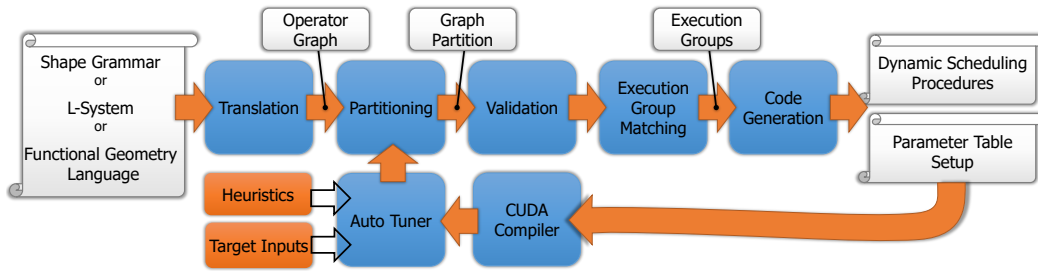 Shape Grammar
or
L-System
or
Functional Geometry
Language
Operator
Graph
Graph
Partition
Execution
Groups
Translation
Partitioning
Validation
Execution
Group
Matching
Code
Generation
Dynamic Scheduling
Procedures
Parameter Table
Setup
Heuristics
Target Inputs
Auto Tuner
CUDA
Compiler